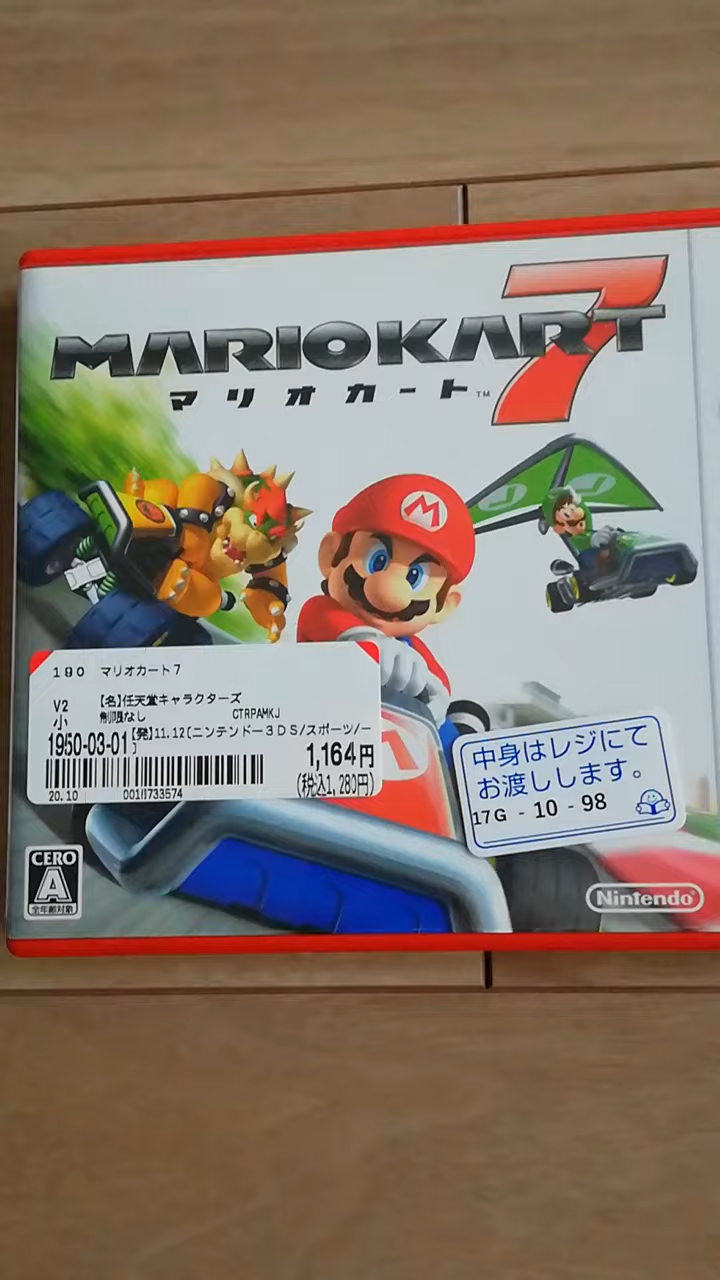 MARIOKART 7
マリオカート™
M
190 マリオカート7
V2 【名】任天堂キャラクターズ
小 制限なし CTRPAMKJ
1950-03-01 【発】11.12〔ニンテンドー3DS/スポーツ/ー
〕
1,164円
(税込1,280円)
20.10
中身はレジにて
お渡しします。
17G - 10 - 98
CERO
A
全年齢対象
Nintendo